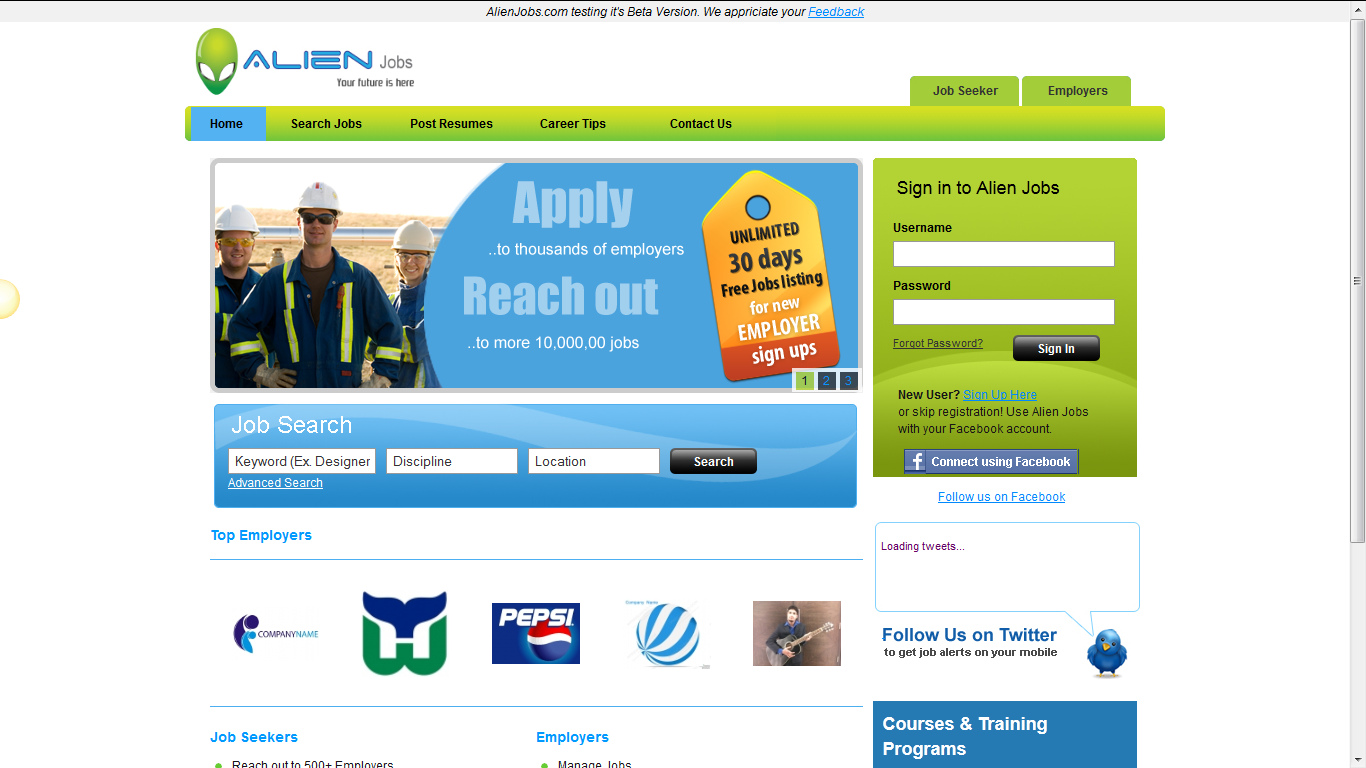 AlienJobs.com testing it's Beta Version. We appriciate your Feedback
ALIEN Jobs
Your future is here
Job Seeker
Employers
Home
Search Jobs
Post Resumes
Career Tips
Contact Us
Apply
..to thousands of employers
Reach out
..to more 10,000,00 jobs
UNLIMITED
30 days
Free Jobs listing
for new
EMPLOYER
sign ups
1 2 3
Sign in to Alien Jobs
Username
Password
Forgot Password?
Sign In
New User? Sign Up Here
or skip registration! Use Alien Jobs
with your Facebook account.
f Connect using Facebook
Follow us on Facebook
Job Search
Keyword (Ex. Designer
Discipline
Location
Search
Advanced Search
Top Employers
COMPANYNAME
PEPSI
Company Name
Loading tweets...
Follow Us on Twitter
to get job alerts on your mobile
Courses & Training
Programs
Job Seekers
Reach out to 500+ Employers
Employers
Manage Jobs